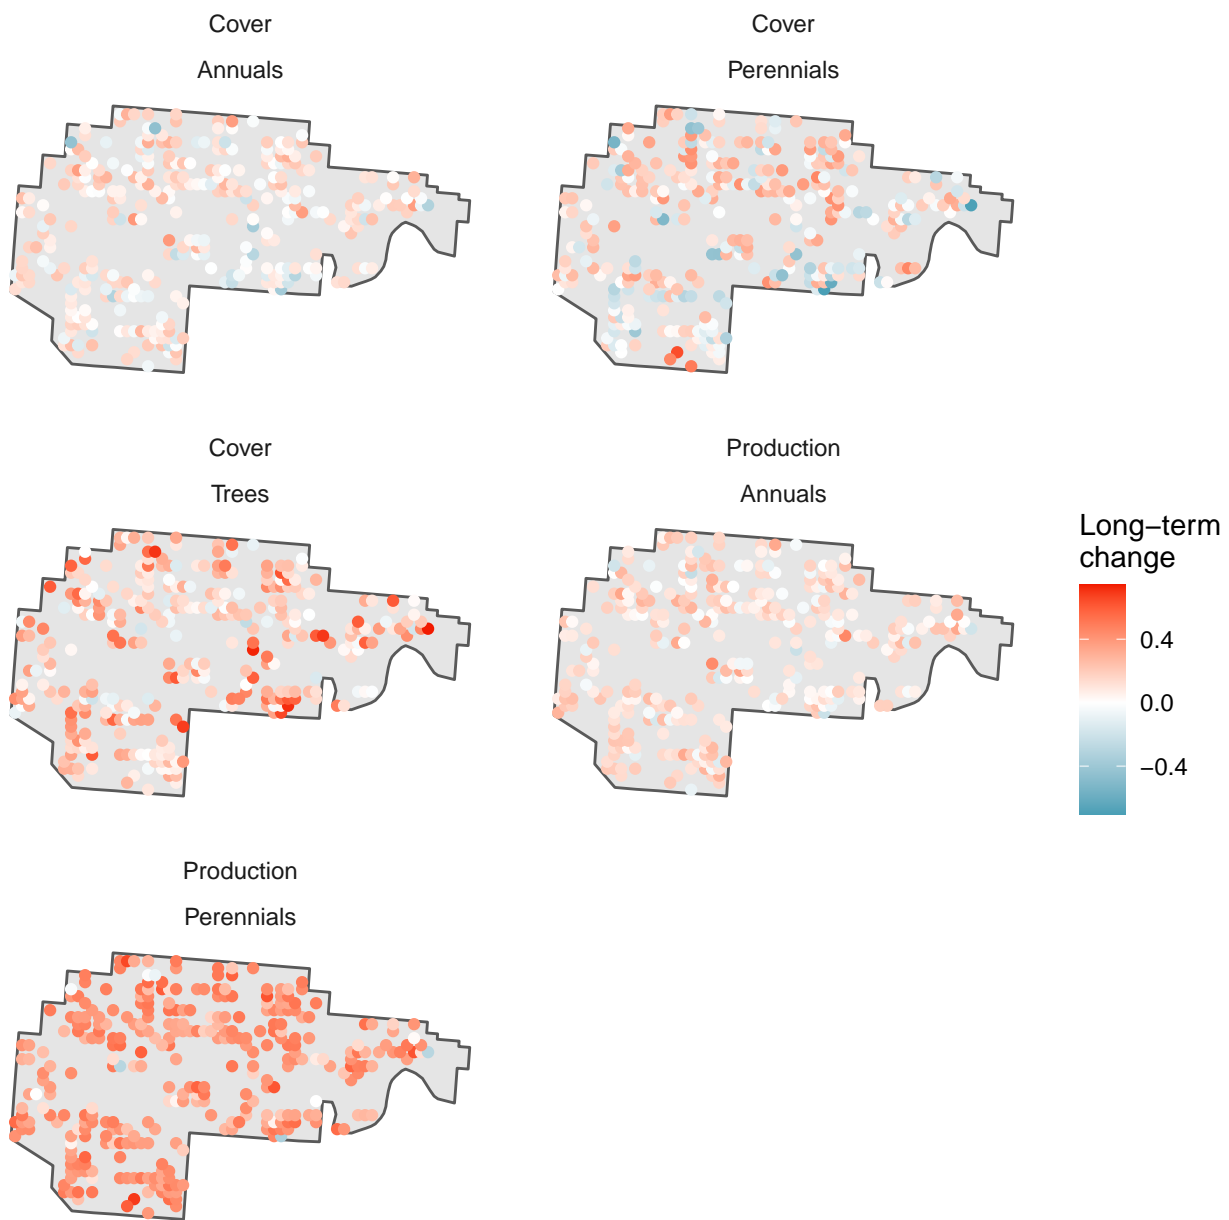 Cover
Annuals
Cover
Perennials
Cover
Trees
Production
Annuals
Long−term
change
0.4
0.0
−0.4
Production
Perennials